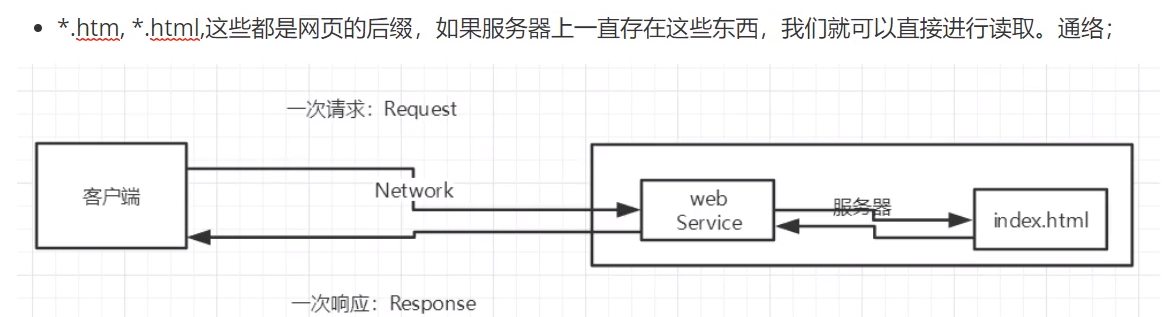 *.htm, *.html,这些都是网页的后缀，如果服务器上一直存在这些东西，我们就可以直接进行读取。通络；
一次请求：Request
客户端
Network
web
Service
服务器
index.html
一次响应：Response